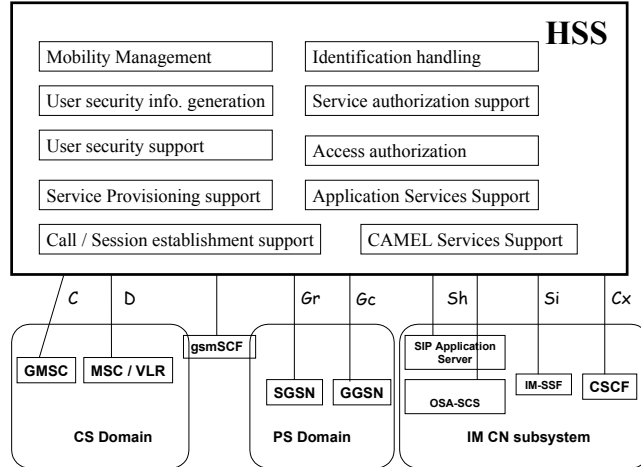 HSS
Mobility Management
Identification handling
User security info. generation
Service authorization support
User security support
Access authorization
Service Provisioning support
Application Services Support
Call / Session establishment support
CAMEL Services Support
C
D
Gr
Gc
Sh
Si
Cx
gsmSCF
SIP Application
Server
GMSC
MSC / VLR
SGSN
GGSN
OSA-SCS
IM-SSF
CSCF
CS Domain
PS Domain
IM CN subsystem